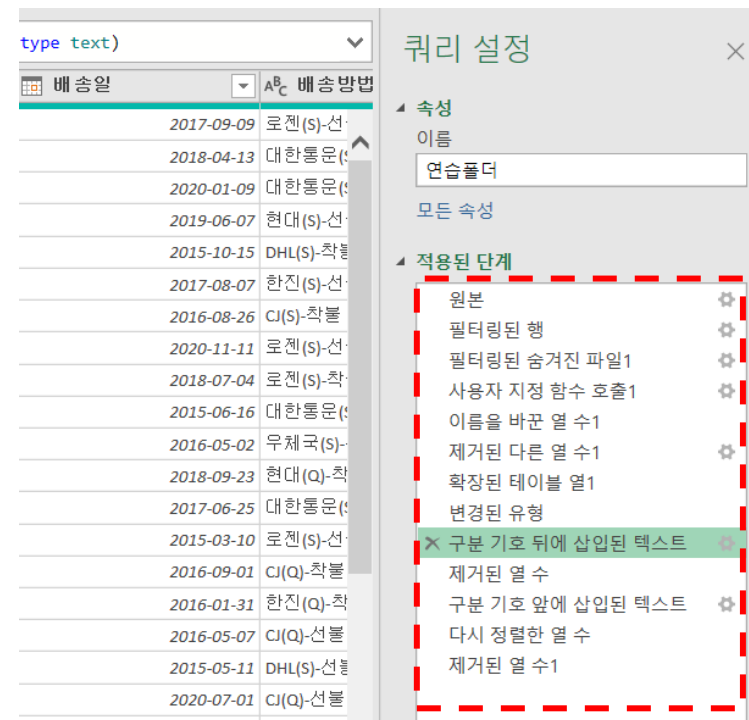 type text)
배송일
ABC 배송방법
2017-09-09 로젠(S)-선
2018-04-13 대한통운(S
2020-01-09 대한통운(S
2019-06-07 현대(S)-선
2015-10-15 DHL(S)-착불
2017-08-07 한진(S)-선
2016-08-26 CJ(S)-착불
2020-11-11 로젠(S)-선
2018-07-04 로젠(S)-착
2015-06-16 대한통운(S
2016-05-02 우체국(S)-
2018-09-23 현대(Q)-착
2017-06-25 대한통운(S
2015-03-10 로젠(S)-선
2016-09-01 CJ(Q)-착불
2016-01-31 한진(Q)-착
2016-05-07 CJ(Q)-선불
2015-05-11 DHL(S)-선불
2020-07-01 CJ(Q)-선불
쿼리 설정
속성
이름
연습폴더
모든 속성
적용된 단계
원본
필터링된 행
필터링된 숨겨진 파일1
사용자 지정 함수 호출1
이름을 바꾼 열 수1
제거된 다른 열 수1
확장된 테이블 열1
변경된 유형
구분 기호 뒤에 삽입된 텍스트
제거된 열 수
구분 기호 앞에 삽입된 텍스트
다시 정렬한 열 수
제거된 열 수1